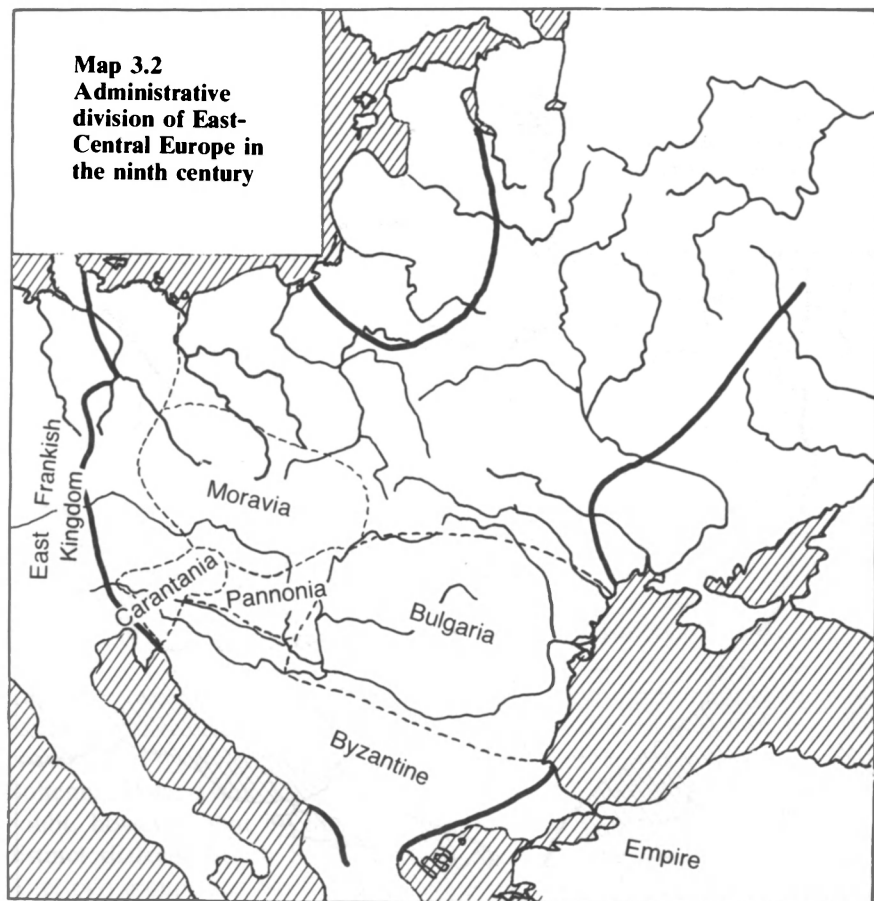 Map 3.2
Administrative
division of East-
Central Europe in
the ninth century
East Frankish
Kingdom
Moravia
Carantania
Pannonia
Bulgaria
Byzantine
Empire